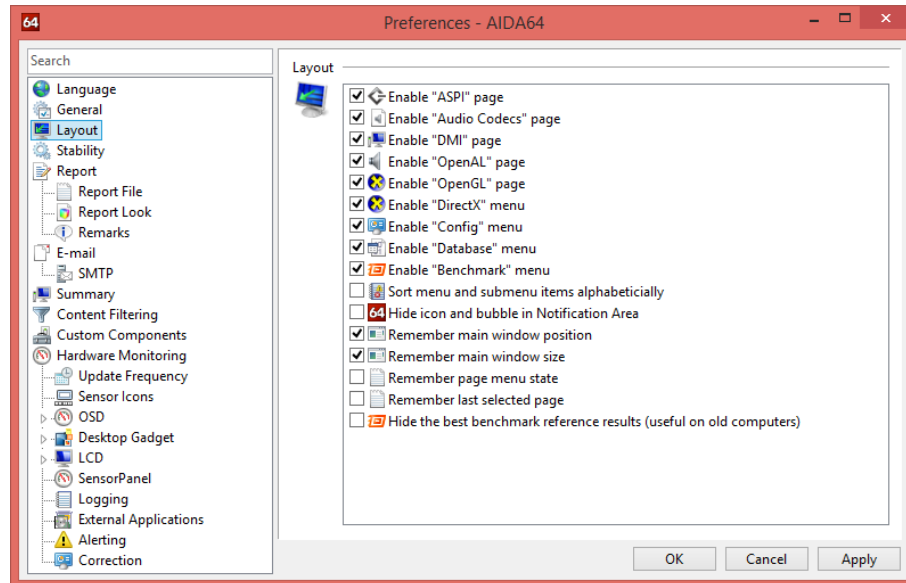 64 Preferences - AIDA64
Search
Language
General
Layout
Stability
Report
Report File
Report Look
Remarks
E-mail
SMTP
Summary
Content Filtering
Custom Components
Hardware Monitoring
Update Frequency
Sensor Icons
OSD
Desktop Gadget
LCD
SensorPanel
Logging
External Applications
Alerting
Correction
Layout
Enable "ASPI" page
Enable "Audio Codecs" page
Enable "DMI" page
Enable "OpenAL" page
Enable "OpenGL" page
Enable "DirectX" menu
Enable "Config" menu
Enable "Database" menu
Enable "Benchmark" menu
Sort menu and submenu items alphabeticially
64 Hide icon and bubble in Notification Area
Remember main window position
Remember main window size
Remember page menu state
Remember last selected page
Hide the best benchmark reference results (useful on old computers)
OK Cancel Apply